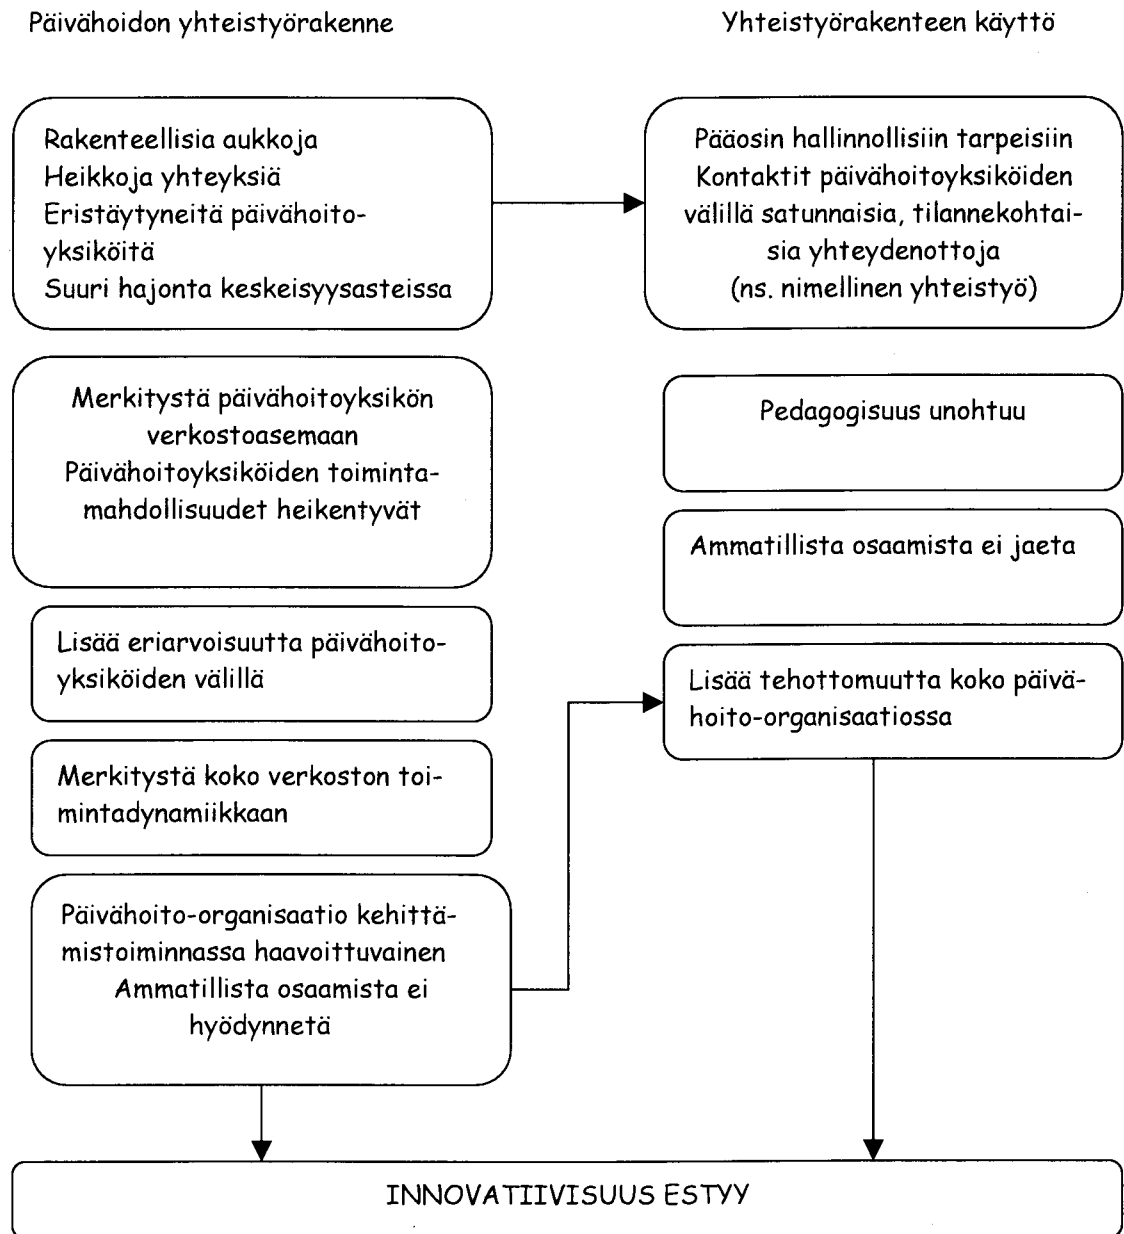 Päivähoidon yhteistyörakenne
Yhteistyörakenteen käyttö
Rakenteellisia aukkoja
Heikkoja yhteyksiä
Eristäytyneitä päivähoito-
yksiköitä
Suuri hajonta keskeisyysasteissa
Pääosin hallinnollisiin tarpeisiin
Kontaktit päivähoitoyksiköiden
välillä satunnaisia, tilannekohtai-
sia yhteydenottoja
(ns. nimellinen yhteistyö)
Merkitystä päivähoitoyksikön
verkostoasemaan
Päivähoitoyksiköiden toiminta-
mahdollisuudet heikentyvät
Pedagogisuus unohtuu
Ammatillista osaamista ei jaeta
Lisää eriarvoisuutta päivähoito-
yksiköiden välillä
Lisää tehottomuutta koko päivä-
hoito-organisaatiossa
Merkitystä koko verkoston toi-
mintadynamiikkaan
Päivähoito-organisaatio kehittä-
mistoiminnassa haavoittuvainen
Ammatillista osaamista ei
hyödynnetä
INNOVATIIVISUUS ESTYY